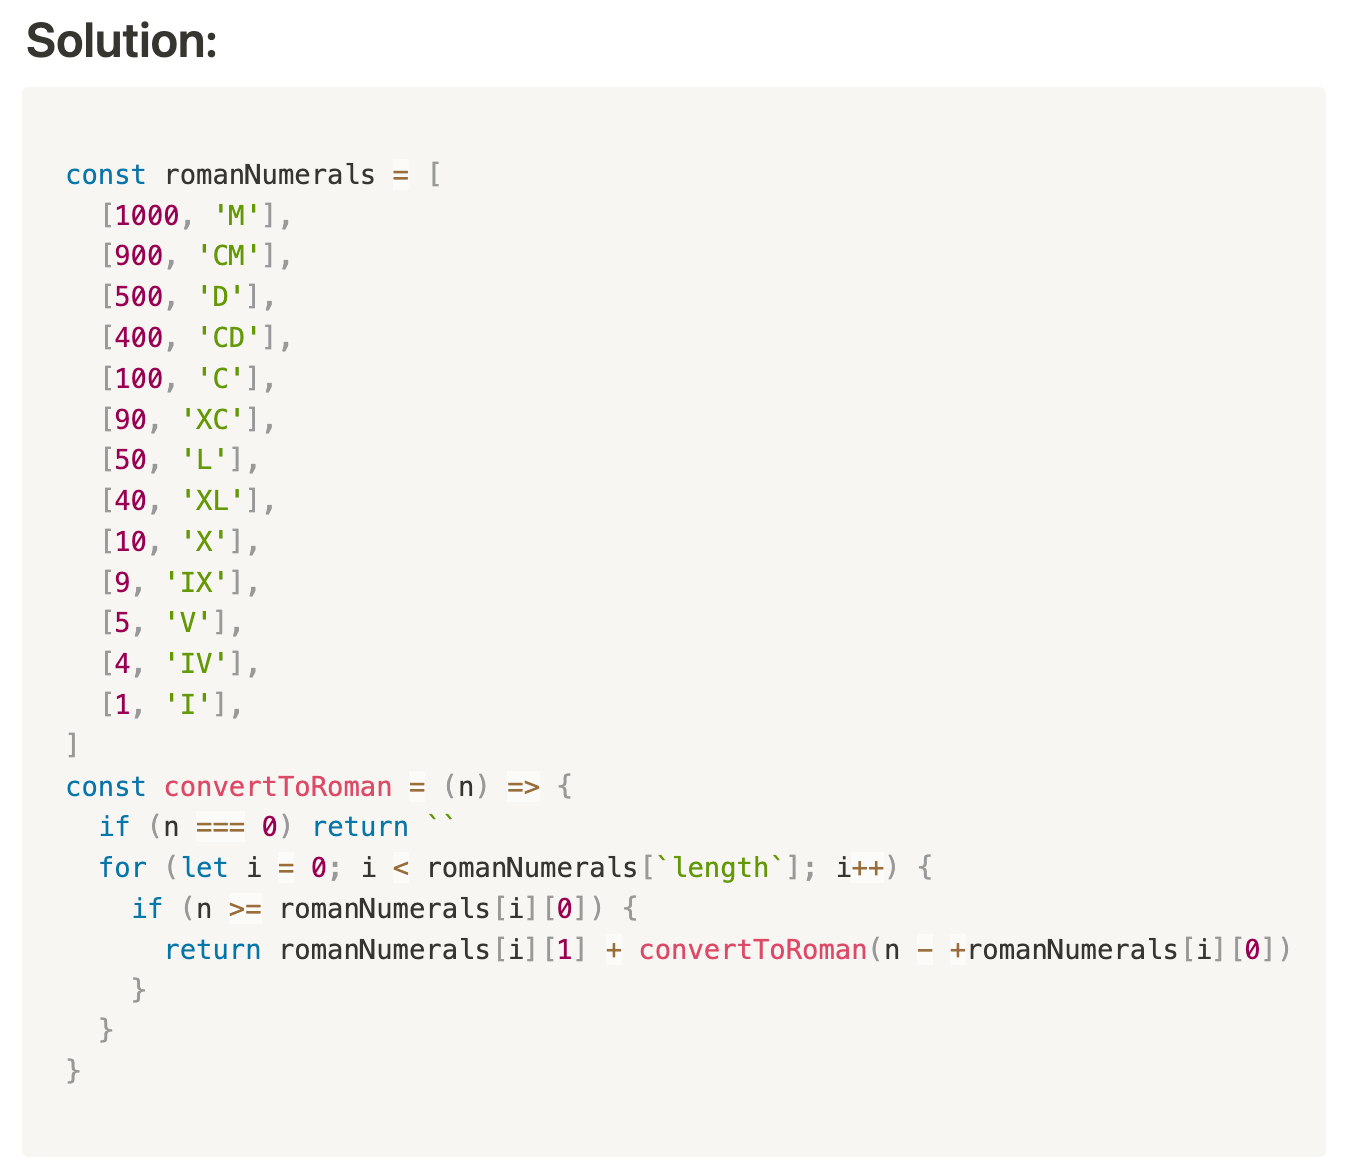 Solution:
const romanNumerals = [
  [1000, 'M'],
  [900, 'CM'],
  [500, 'D'],
  [400, 'CD'],
  [100, 'C'],
  [90, 'XC'],
  [50, 'L'],
  [40, 'XL'],
  [10, 'X'],
  [9, 'IX'],
  [5, 'V'],
  [4, 'IV'],
  [1, 'I'],
]
const convertToRoman = (n) => {
  if (n === 0) return ``
  for (let i = 0; i < romanNumerals[`length`]; i++) {
    if (n >= romanNumerals[i][0]) {
      return romanNumerals[i][1] + convertToRoman(n - +romanNumerals[i][0])
    }
  }
}